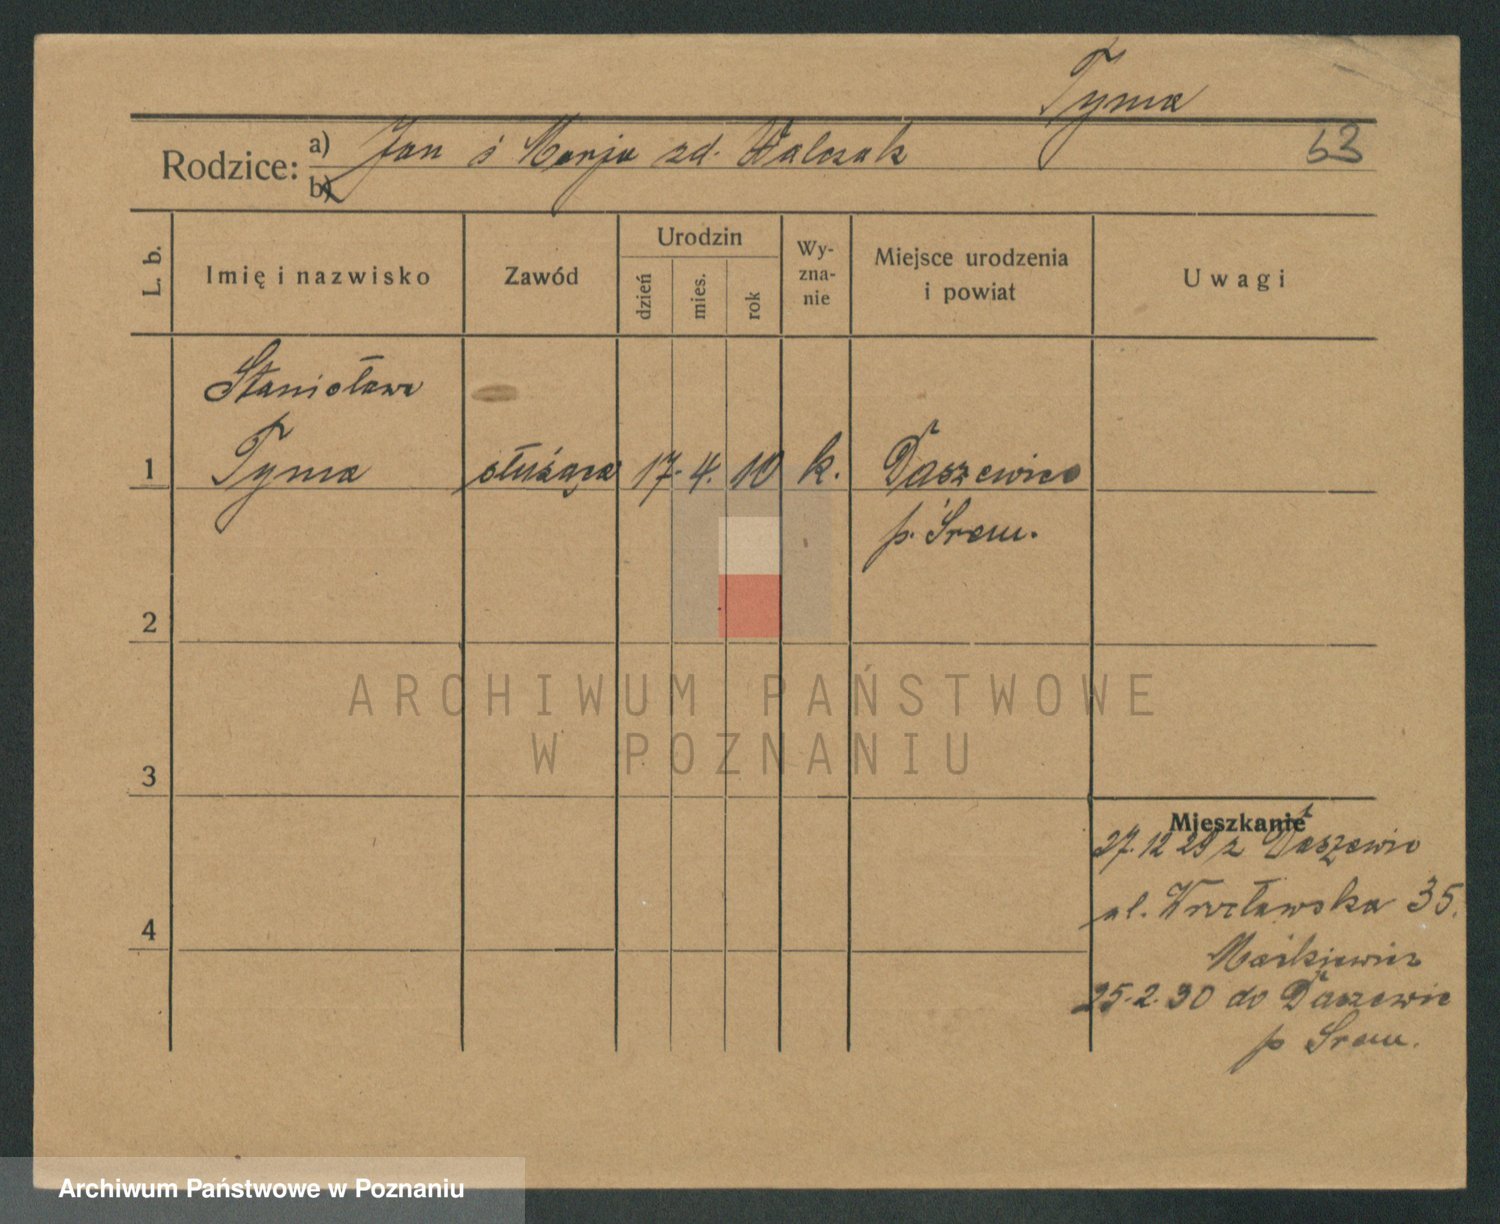 Tyma
Rodzice: a) Jan i Marja zd. Walczak 53
b)
L. b. Imię i nazwisko Zawód Urodzin dzień mies. rok Wy-zna-nie Miejsce urodzenia i powiat Uwagi
Stanisława
1 Tyma służąca 17. 4. 10 k. Daszewice
p. Śrem.
2
ARCHIWUM PAŃSTWOWE
W POZNANIU
3
Mieszkanie
27.12 29 z Daszewic
4 ul. Wrocławska 35.
25.2.30 do Daszewic
p Śrem.
Archiwum Państwowe w Poznaniu